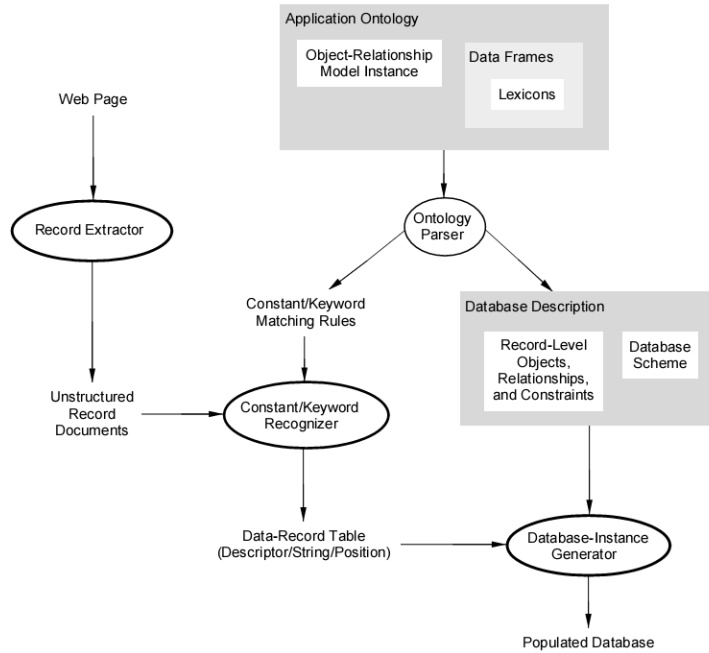 Application Ontology
Object-Relationship
Model Instance
Data Frames
Lexicons
Web Page
Record Extractor
Ontology
Parser
Constant/Keyword
Matching Rules
Database Description
Record-Level
Objects,
Relationships,
and Constraints
Database
Scheme
Unstructured
Record
Documents
Constant/Keyword
Recognizer
Data-Record Table
(Descriptor/String/Position)
Database-Instance
Generator
Populated Database